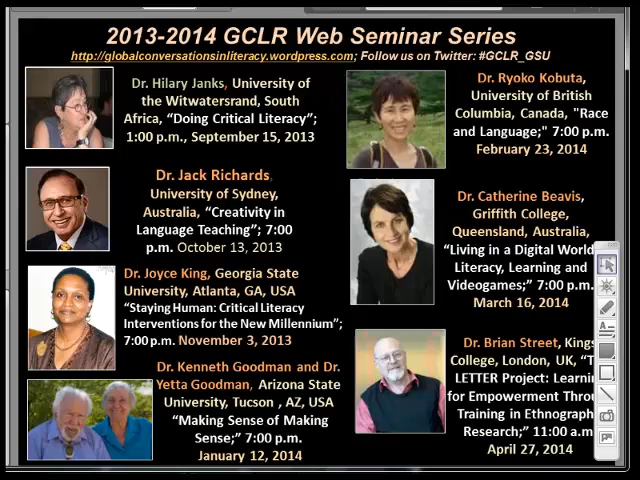 2013-2014 GCLR Web Seminar Series
http://globalconversationsinliteracy.wordpress.com; Follow us on Twitter: #GCLR_GSU
Dr. Hilary Janks, University of
the Witwatersrand, South
Africa, “Doing Critical Literacy”;
1:00 p.m., September 15, 2013
Dr. Jack Richards,
University of Sydney,
Australia, “Creativity in
Language Teaching”; 7:00
p.m. October 13, 2013
Dr. Joyce King, Georgia State
University, Atlanta, GA, USA
“Staying Human: Critical Literacy
Interventions for the New Millennium”;
7:00 p.m. November 3, 2013
Dr. Kenneth Goodman and Dr.
Yetta Goodman, Arizona State
University, Tucson , AZ, USA
“Making Sense of Making
Sense;” 7:00 p.m.
January 12, 2014
Dr. Ryoko Kobuta,
University of British
Columbia, Canada, "Race
and Language;" 7:00 p.m.
February 23, 2014
Dr. Catherine Beavis,
Griffith College,
Queensland, Australia,
“Living in a Digital World
Literacy, Learning and
Videogames;” 7:00 p.m.
March 16, 2014
Dr. Brian Street, Kings
College, London, UK, “T
LETTER Project: Learni
for Empowerment Throu
Training in Ethnograph
Research;” 11:00 a.m
April 27, 2014